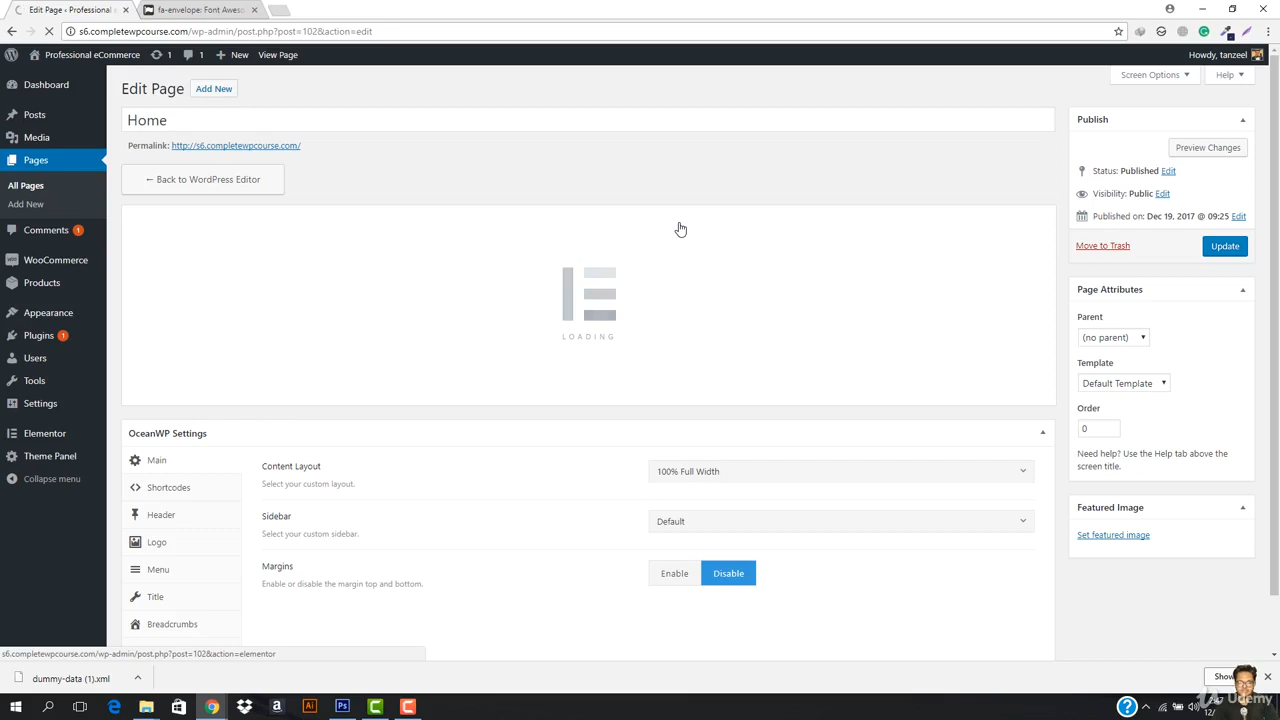 Edit Page ‹ Professional e
fa-envelope: Font Aweso
s6.completewpcourse.com/wp-admin/post.php?post=102&action=edit
Professional eCommerce
1
1
New
View Page
Howdy, tanzeel
Edit Page
Add New
Screen Options
Help
Dashboard
Posts
Media
Pages
All Pages
Add New
Comments 1
WooCommerce
Products
Appearance
Plugins 1
Users
Tools
Settings
Elementor
Theme Panel
Collapse menu
Home
Permalink: http://s6.completewpcourse.com/
← Back to WordPress Editor
LOADING
OceanWP Settings
Main
Shortcodes
Header
Logo
Menu
Title
Breadcrumbs
Content Layout
Select your custom layout.
100% Full Width
Sidebar
Select your custom sidebar.
Default
Margins
Enable or disable the margin top and bottom.
Enable
Disable
Publish
Preview Changes
Status: Published Edit
Visibility: Public Edit
Published on: Dec 19, 2017 @ 09:25 Edit
Move to Trash
Update
Page Attributes
Parent
(no parent)
Template
Default Template
Order
0
Need help? Use the Help tab above the
screen title.
Featured Image
Set featured image
s6.completewpcourse.com/wp-admin/post.php?post=102&action=elementor
dummy-data (1).xml
Show
12/
Udemy